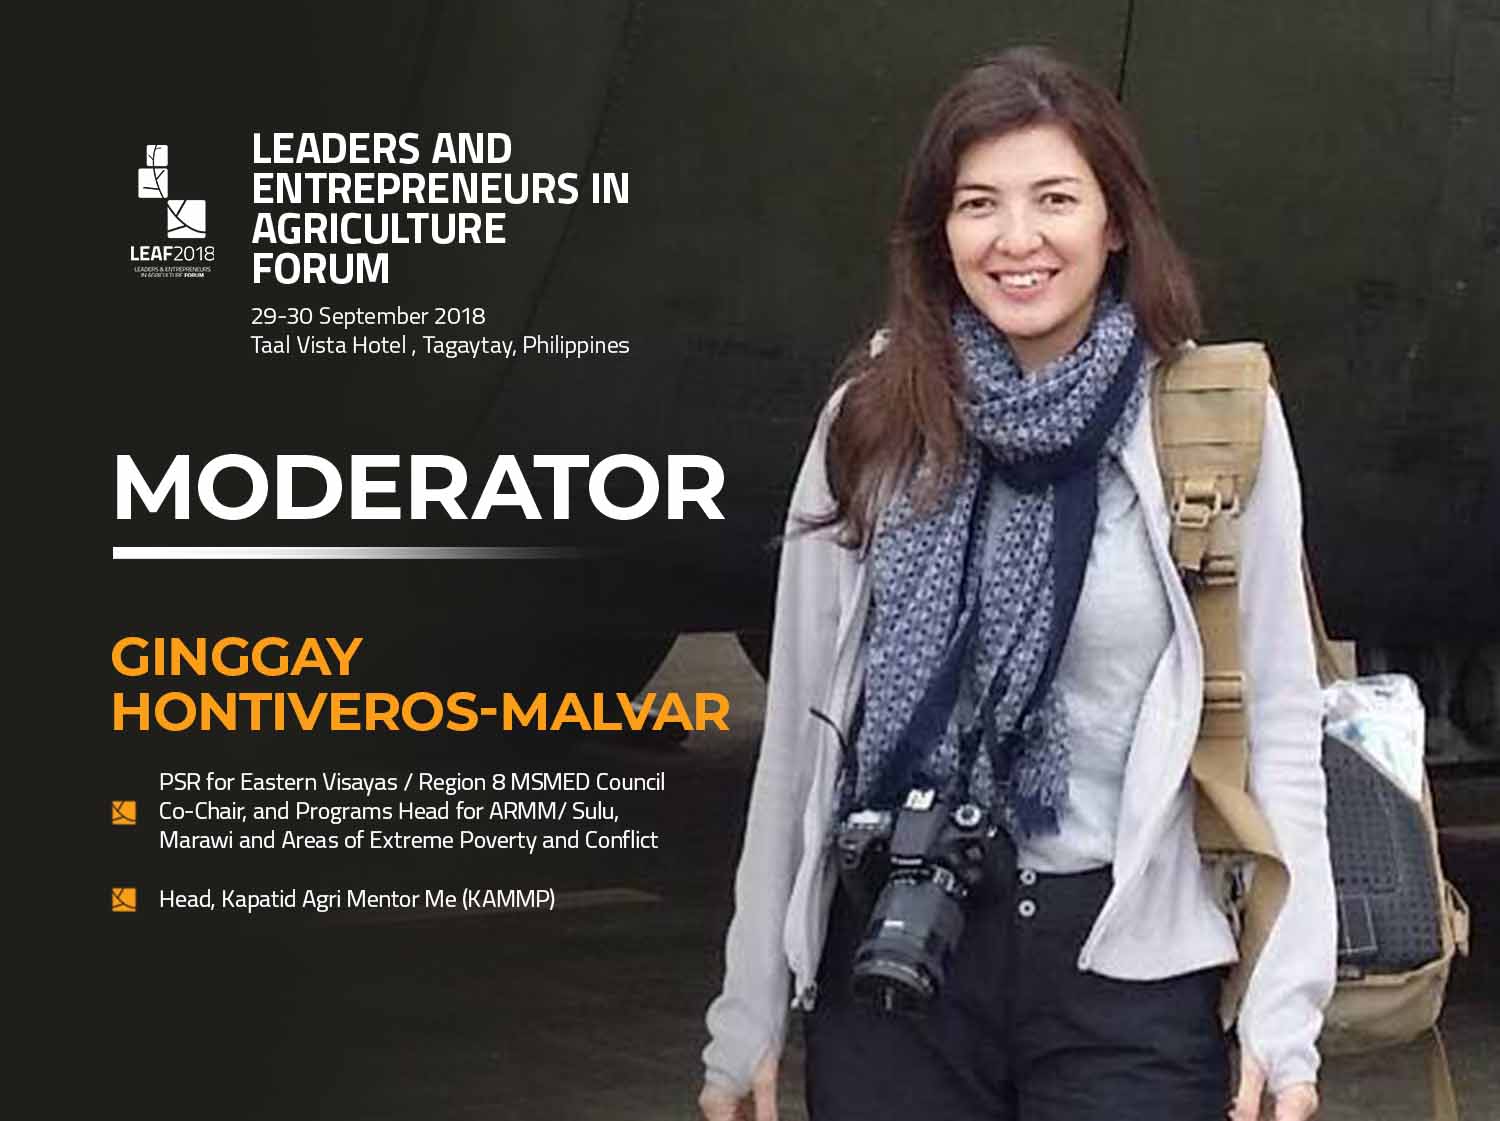 LEADERS AND
ENTREPRENEURS IN
AGRICULTURE
FORUM
LEAF2018
LEADERS & ENTREPRENEURS
IN AGRICULTURE FORUM
29-30 September 2018
Taal Vista Hotel , Tagaytay, Philippines
MODERATOR
GINGGAY
HONTIVEROS-MALVAR
PSR for Eastern Visayas / Region 8 MSMED Council
Co-Chair, and Programs Head for ARMM/ Sulu,
Marawi and Areas of Extreme Poverty and Conflict
Head, Kapatid Agri Mentor Me (KAMMP)